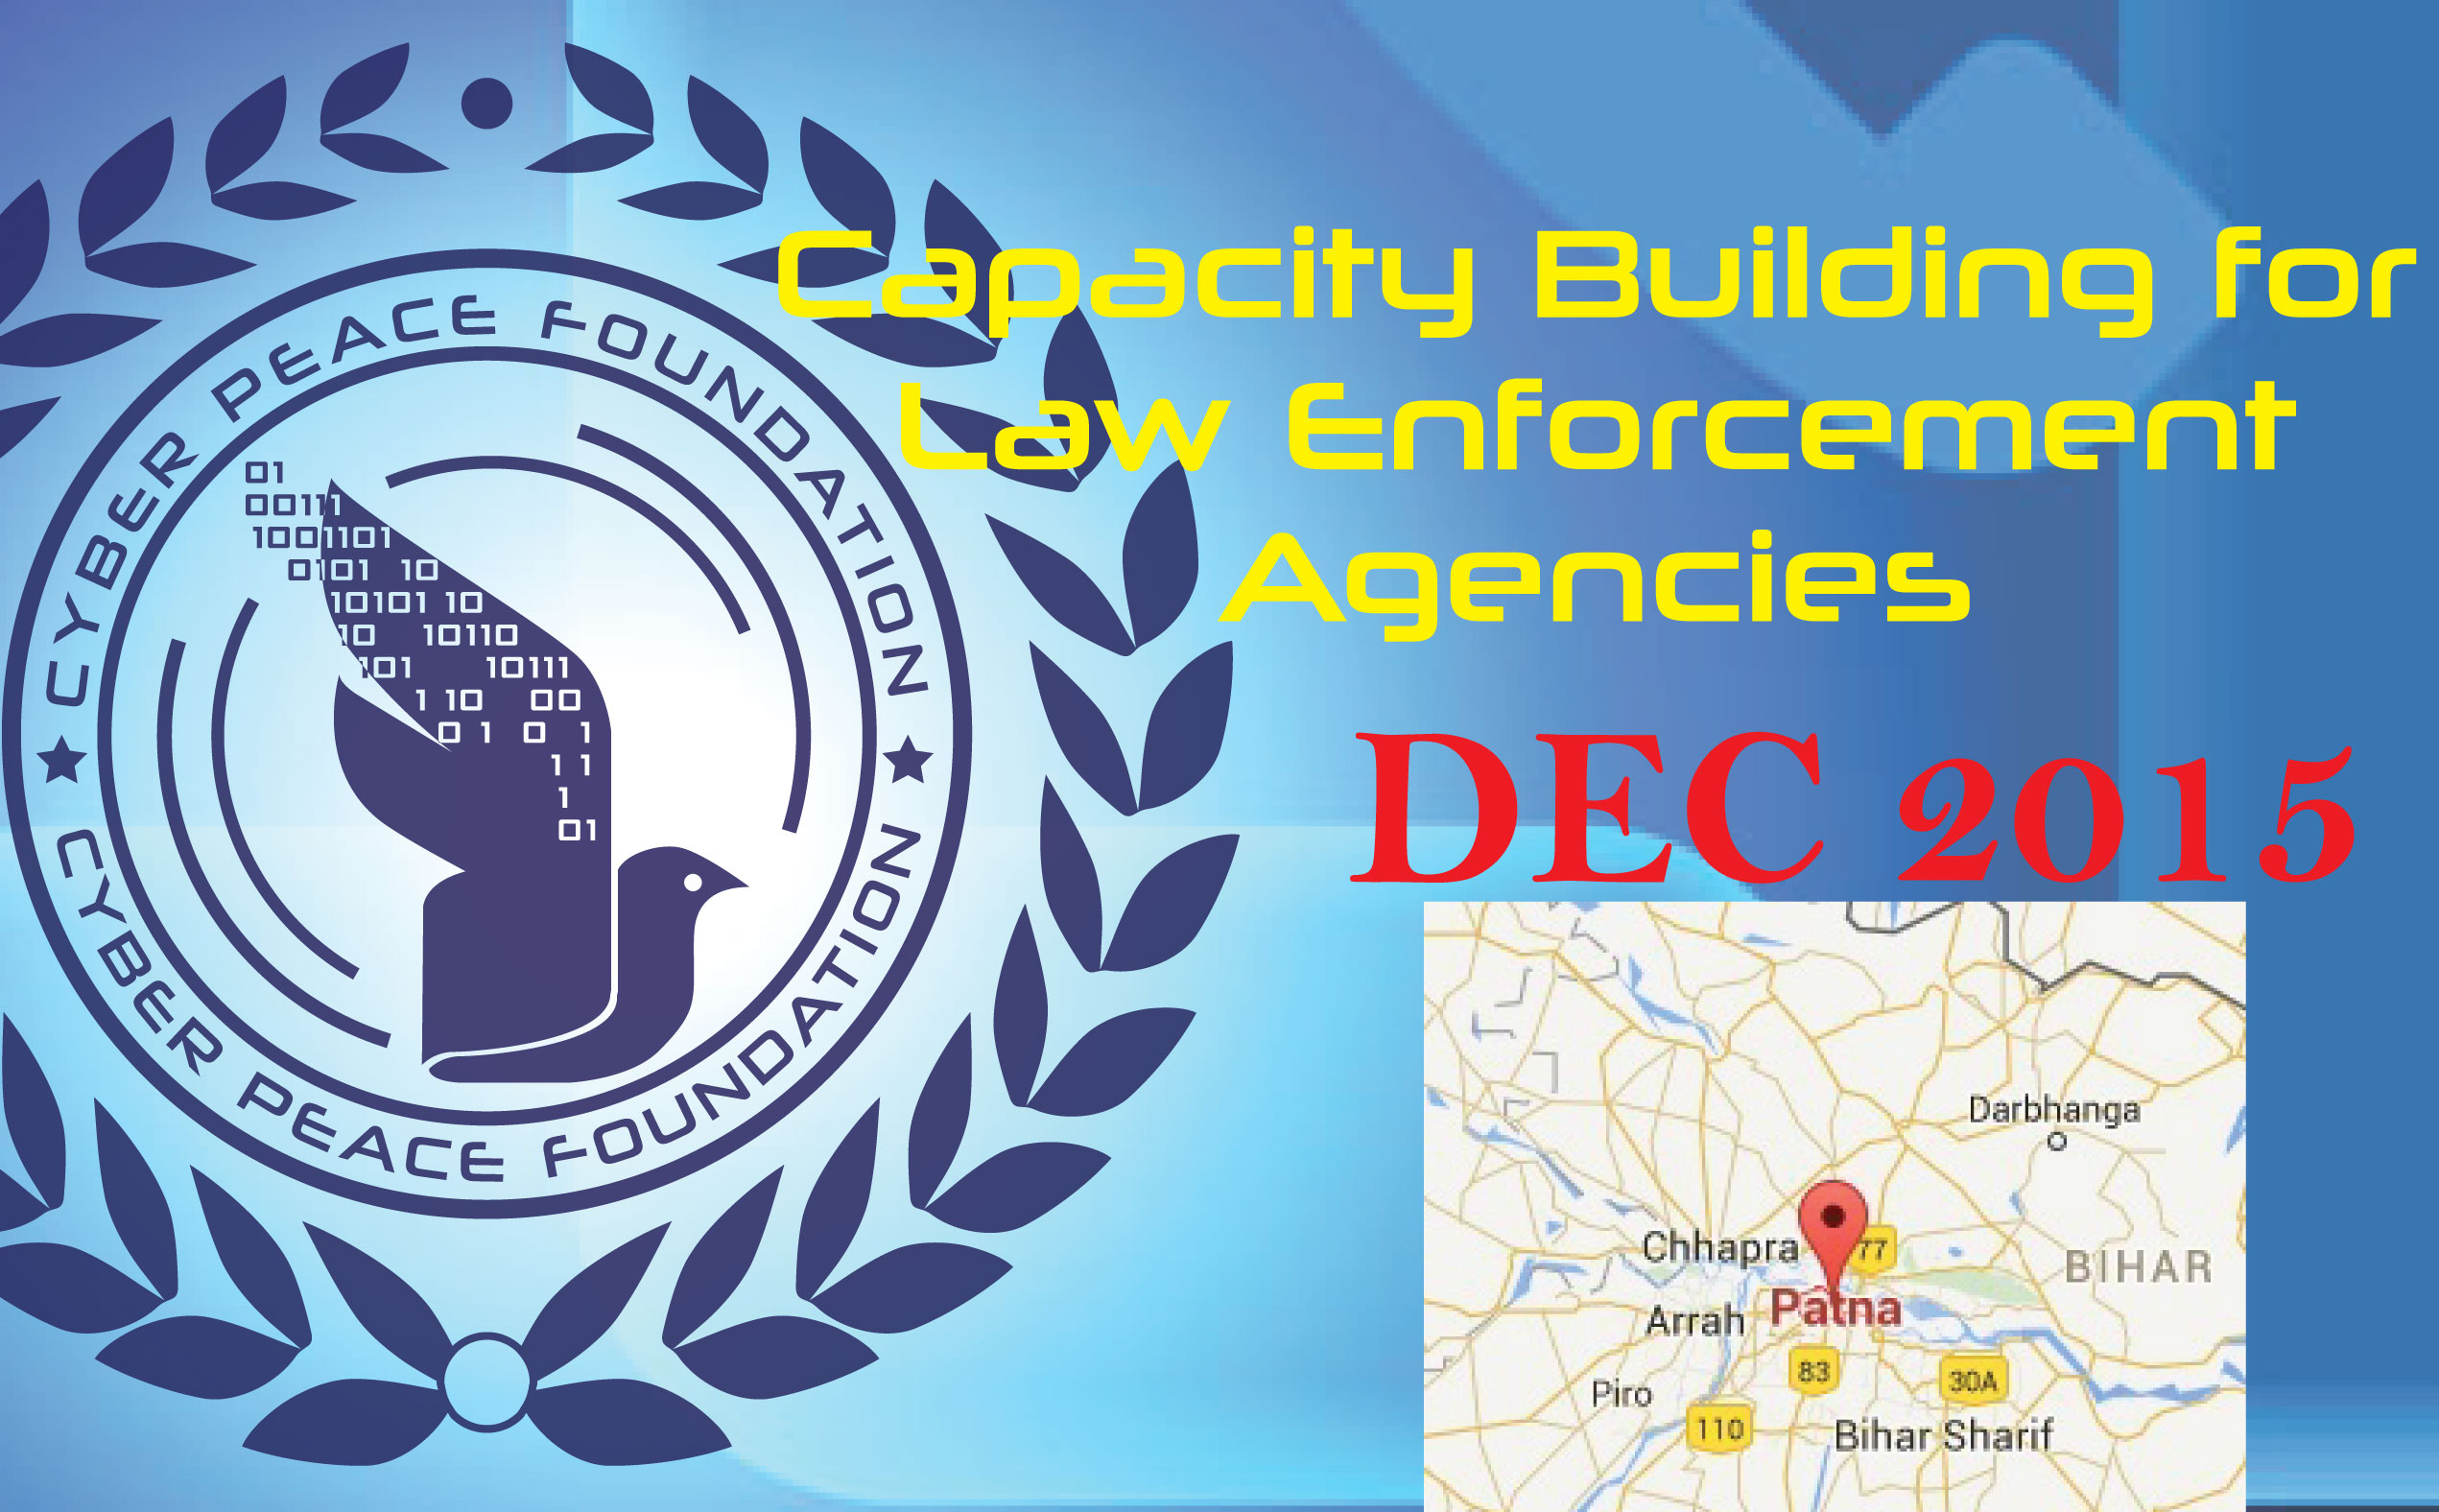 CYBER PEACE FOUNDATION
CYBER PEACE FOUNDATION
01
00111
1001101
0101 10
10101 10
10 10110
101 10111
1 10 00
0 1 0 1
1 1
1
01
Capacity Building for
Law Enforcement
Agencies
DEC 2015
Darbhanga
Chhapra
77
BIHAR
Arrah
Patna
83
30A
Piro
110
Bihar Sharif